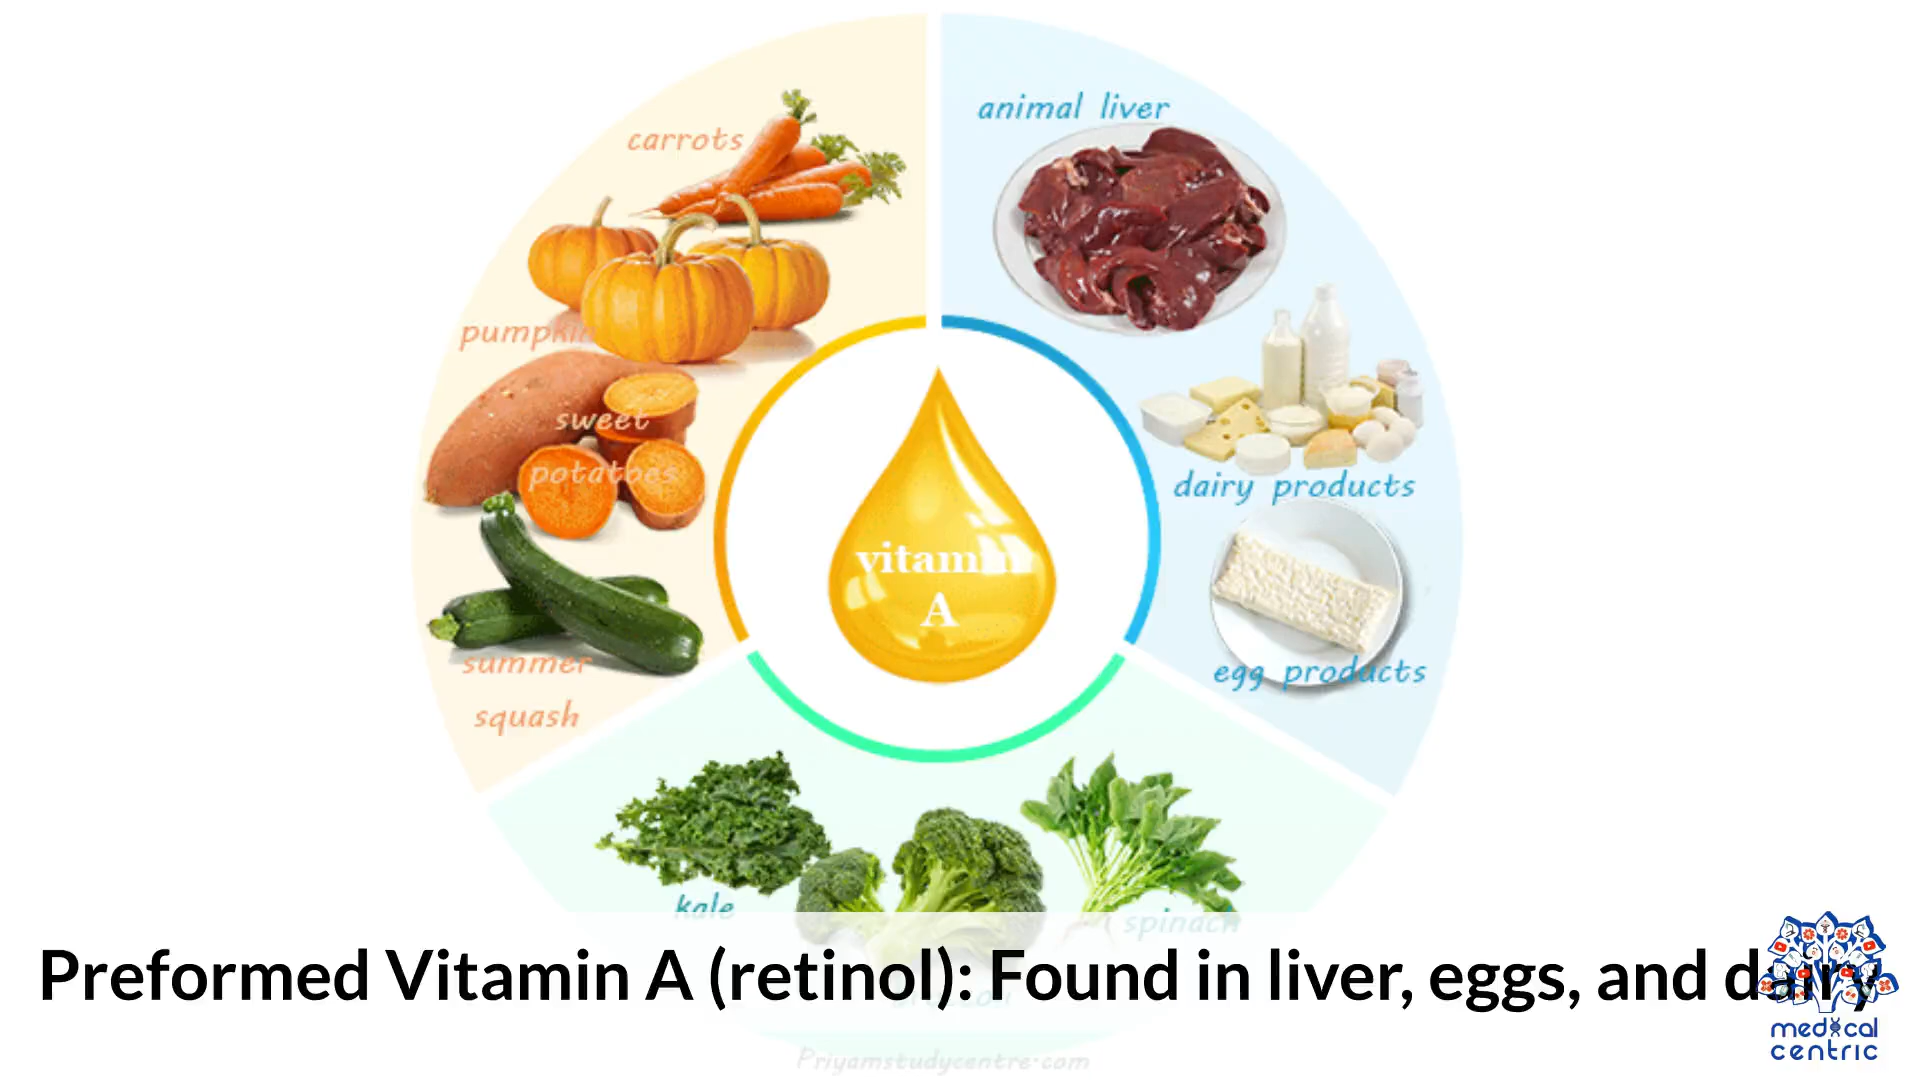 carrots
pumpkin
sweet
potatoes
summer
squash
animal liver
dairy products
egg products
vitamin
A
kale
spinach
Preformed Vitamin A (retinol): Found in liver, eggs, and dairy
Priyamstudycentre.com
medical
centric